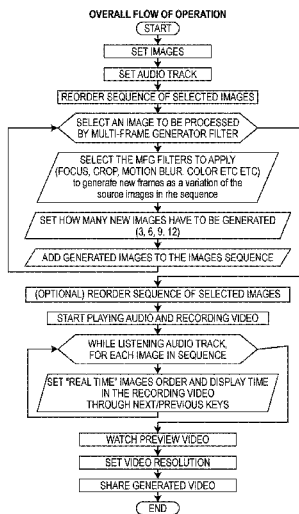 OVERALL FLOW OF OPERATION
START
SET IMAGES
SET AUDIO TRACK
REORDER SEQUENCE OF SELECTED IMAGES
SELECT AN IMAGE TO BE PROCESSED
BY MULTI-FRAME GENERATOR FILTER
SELECT THE MFG FILTERS TO APPLY
(FOCUS, CROP, MOTION BLUR. COLOR ETC ETC)
to generate new frames as a variation of the
source images in rhe sequence
SET HOW MANY NEW IMAGES HAVE TO BE GENERATED
(3, 6, 9, 12)
ADD GENERATED IMAGES TO THE IMAGES SEQUENCE
(OPTIONAL) REORDER SEQUENCE OF SELECTED IMAGES
START PLAYING AUDIO AND RECORDING VIDEO
WHILE LISTENING AUDIO TRACK,
FOR EACH IMAGE IN SEQUENCE
SET "REAL TIME" IMAGES ORDER AND DISPLAY TIME
IN THE RECORDING VIDEO
THROUGH NEXT/PREVIOUS KEYS
WATCH PREVIEW VIDEO
SET VIDEO RESOLUTION
SHARE GENERATED VIDEO
END